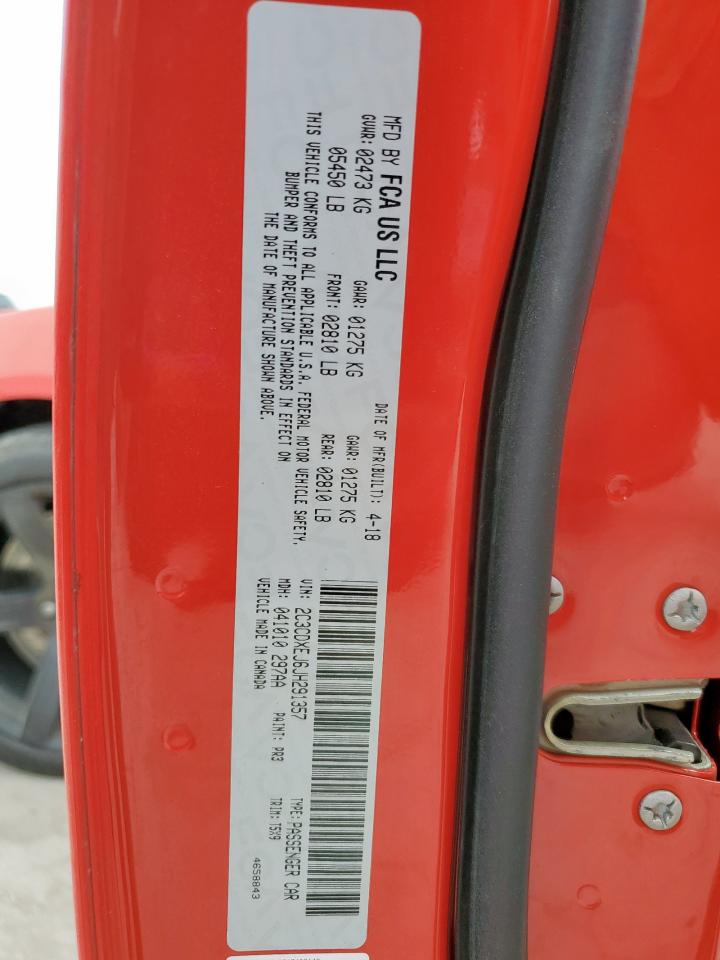 MFD BY FCA US LLC
DATE OF MFR(BUILT): 4-18
GVWR: 02473 KG GAWR: 01275 KG GAWR: 01275 KG
05450 LB FRONT: 02810 LB REAR: 02810 LB
THIS VEHICLE CONFORMS TO ALL APPLICABLE U.S.A. FEDERAL MOTOR VEHICLE SAFETY,
BUMPER AND THEFT PREVENTION STANDARDS IN EFFECT ON
THE DATE OF MANUFACTURE SHOWN ABOVE.
VIN: 2C3CDXEJ6JH291357 TYPE: PASSENGER CAR
MDH: 041010 297AA PAINT: PR3 TRIM: T5X9
VEHICLE MADE IN CANADA 4658843